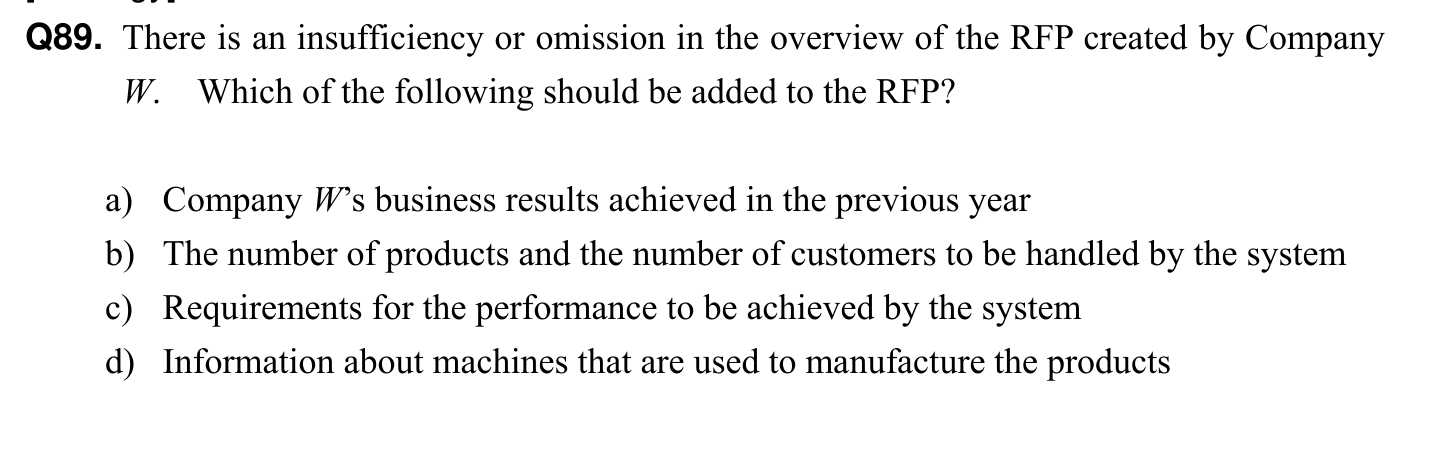 Q89. There is an insufficiency or omission in the overview of the RFP created by Company
W. Which of the following should be added to the RFP?
a) Company W's business results achieved in the previous year
b) The number of products and the number of customers to be handled by the system
c) Requirements for the performance to be achieved by the system
d) Information about machines that are used to manufacture the products